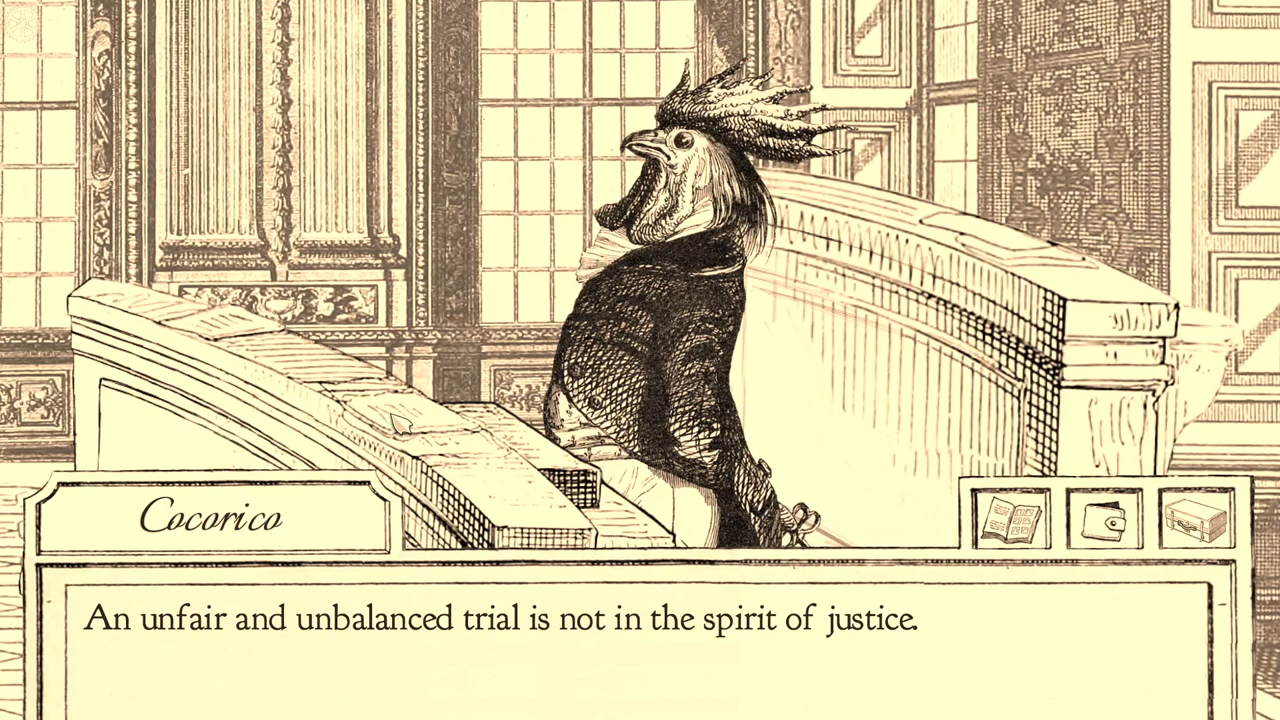 Cocorico
An unfair and unbalanced trial is not in the spirit of justice.